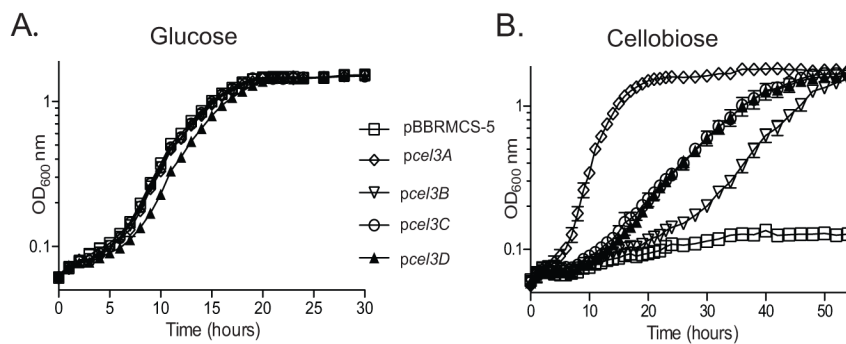 A.
Glucose
OD600 nm
1
0.1
0 5 10 15 20 25 30
Time (hours)
pBBRMCS-5
pcel3A
pcel3B
pcel3C
pcel3D
B.
Cellobiose
OD600 nm
1
0.1
0 10 20 30 40 50
Time (hours)